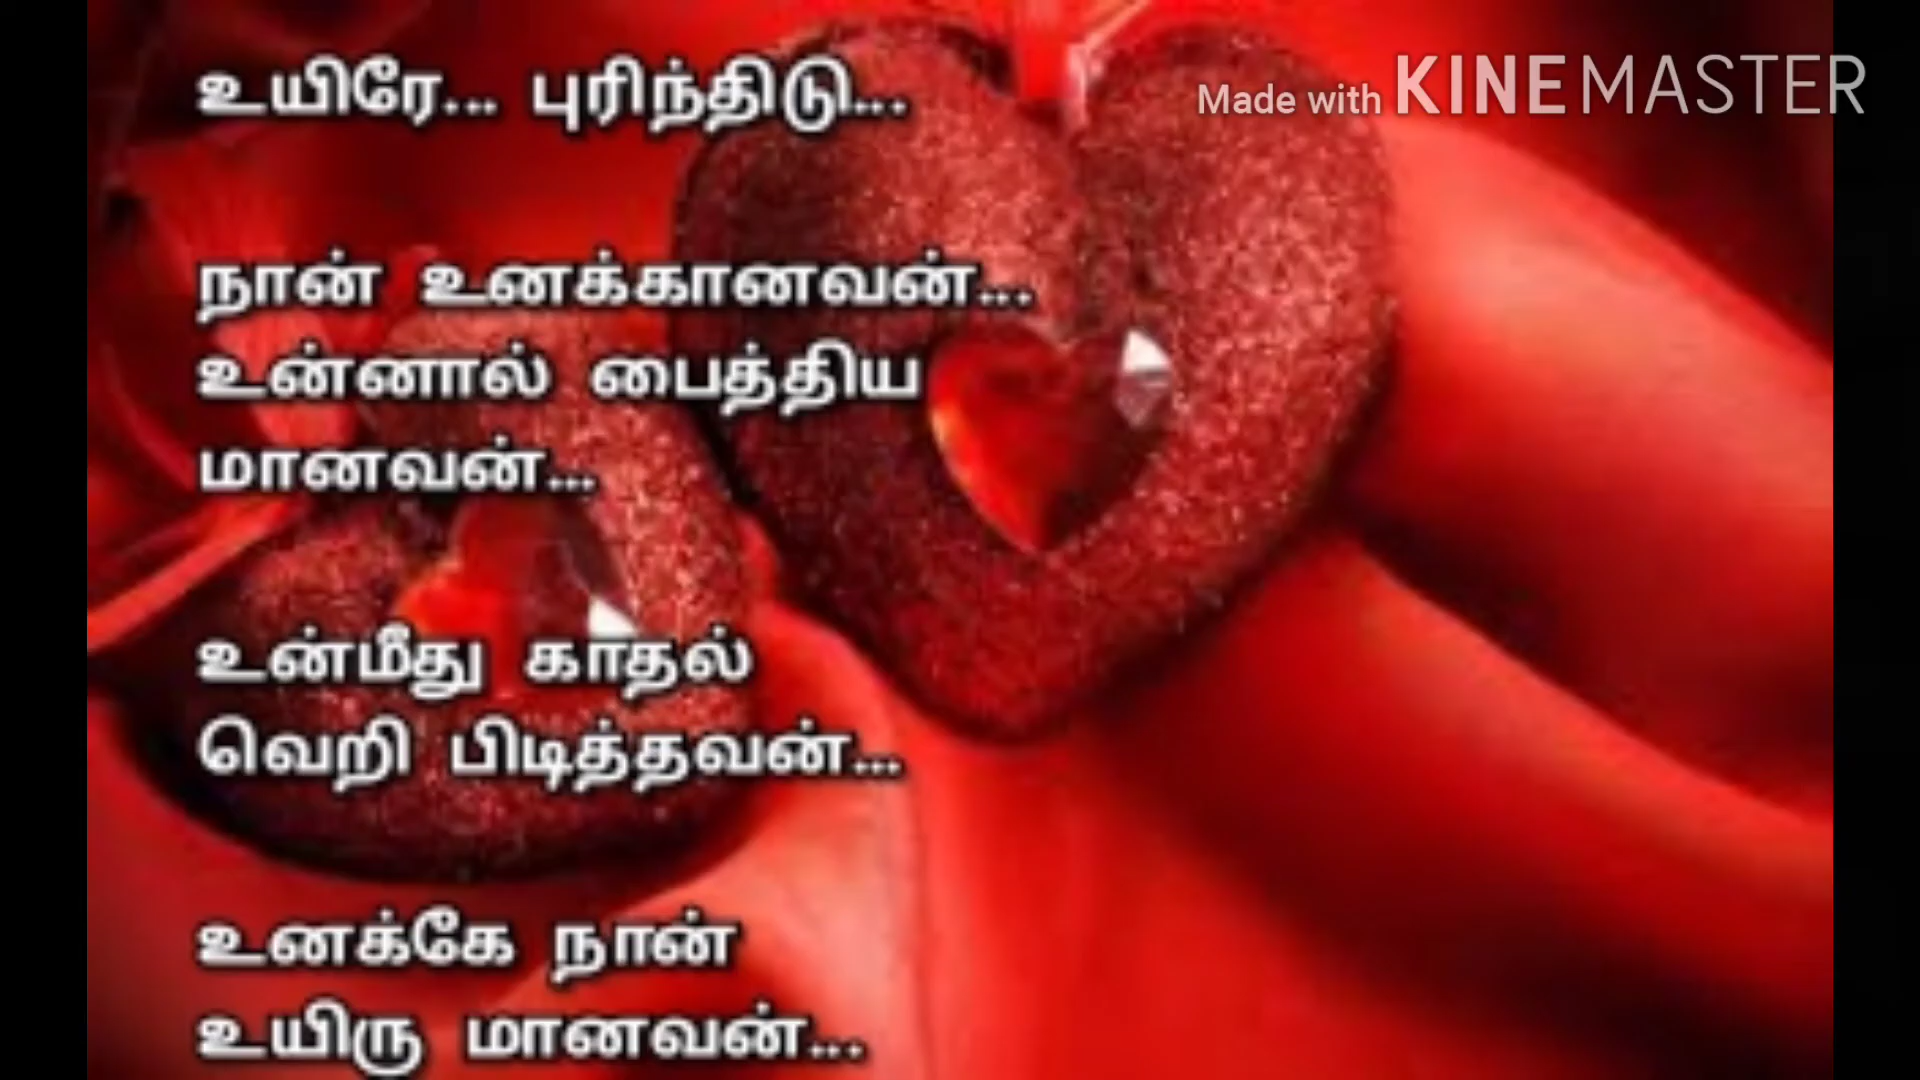 உயிரே... புரிந்திடு...
Made with KINEMASTER
நான் உனக்கானவன்...
உன்னால் பைத்திய
மானவன்...
உன்மீது காதல்
வெறி பிடித்தவன்...
உனக்கே நான்
உயிரு மானவன்...